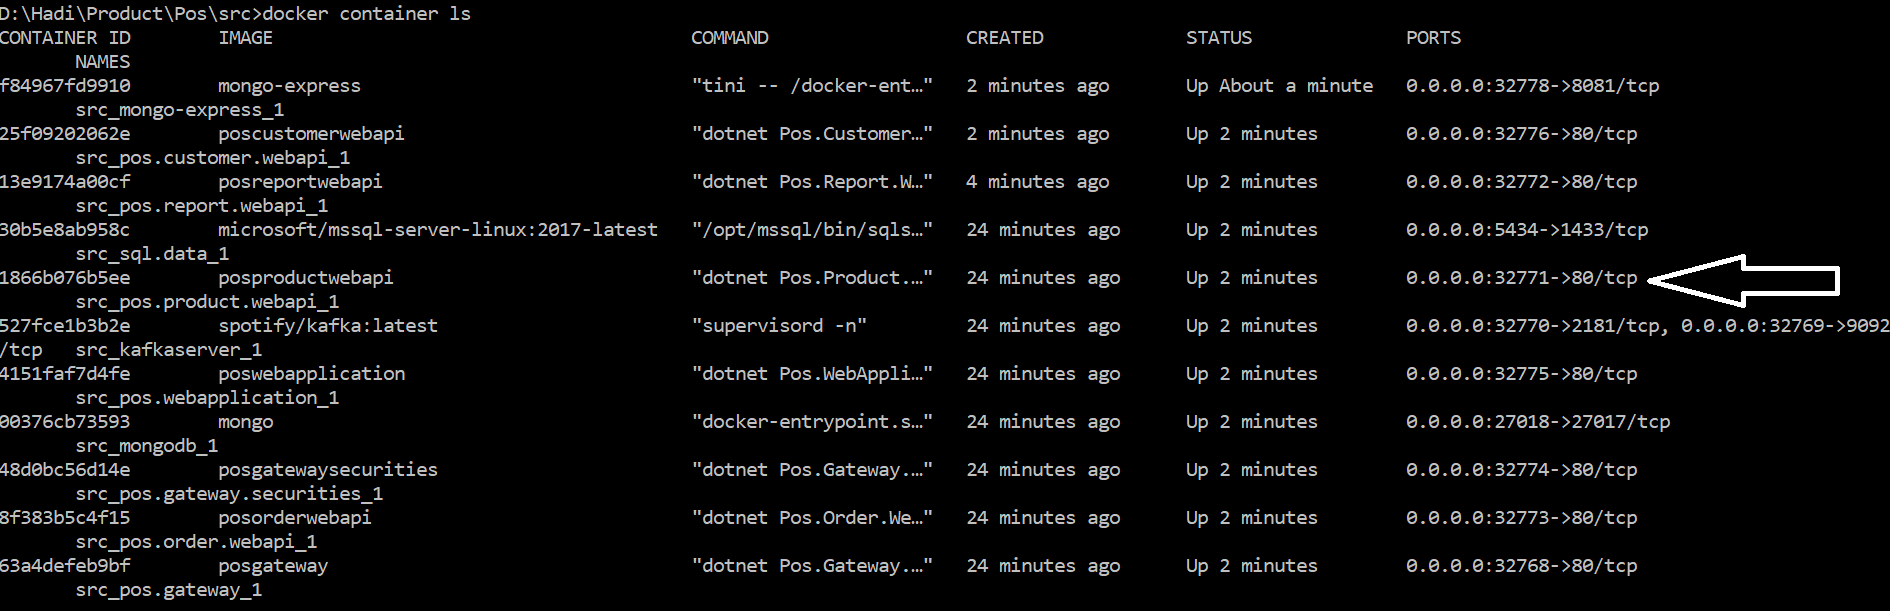 D:\Hadi\Product\Pos\src>docker container ls
CONTAINER ID        IMAGE                                      COMMAND                  CREATED             STATUS              PORTS
       NAMES
f84967fd9910        mongo-express                              "tini -- /docker-ent…"   2 minutes ago       Up About a minute   0.0.0.0:32778->8081/tcp
       src_mongo-express_1
25f09202062e        poscustomerwebapi                          "dotnet Pos.Customer…"   2 minutes ago       Up 2 minutes        0.0.0.0:32776->80/tcp
       src_pos.customer.webapi_1
13e9174a00cf        posreportwebapi                            "dotnet Pos.Report.W…"   4 minutes ago       Up 2 minutes        0.0.0.0:32772->80/tcp
       src_pos.report.webapi_1
30b5e8ab958c        microsoft/mssql-server-linux:2017-latest   "/opt/mssql/bin/sqls…"   24 minutes ago      Up 2 minutes        0.0.0.0:5434->1433/tcp
       src_sql.data_1
1866b076b5ee        posproductwebapi                           "dotnet Pos.Product.…"   24 minutes ago      Up 2 minutes        0.0.0.0:32771->80/tcp
       src_pos.product.webapi_1
527fce1b3b2e        spotify/kafka:latest                       "supervisord -n"         24 minutes ago      Up 2 minutes        0.0.0.0:32770->2181/tcp, 0.0.0.0:32769->9092
/tcp   src_kafkaserver_1
4151faf7d4fe        poswebapplication                          "dotnet Pos.WebAppli…"   24 minutes ago      Up 2 minutes        0.0.0.0:32775->80/tcp
       src_pos.webapplication_1
00376cb73593        mongo                                      "docker-entrypoint.s…"   24 minutes ago      Up 2 minutes        0.0.0.0:27018->27017/tcp
       src_mongodb_1
48d0bc56d14e        posgatewaysecurities                       "dotnet Pos.Gateway.…"   24 minutes ago      Up 2 minutes        0.0.0.0:32774->80/tcp
       src_pos.gateway.securities_1
8f383b5c4f15        posorderwebapi                             "dotnet Pos.Order.We…"   24 minutes ago      Up 2 minutes        0.0.0.0:32773->80/tcp
       src_pos.order.webapi_1
63a4defeb9bf        posgateway                                 "dotnet Pos.Gateway.…"   24 minutes ago      Up 2 minutes        0.0.0.0:32768->80/tcp
       src_pos.gateway_1